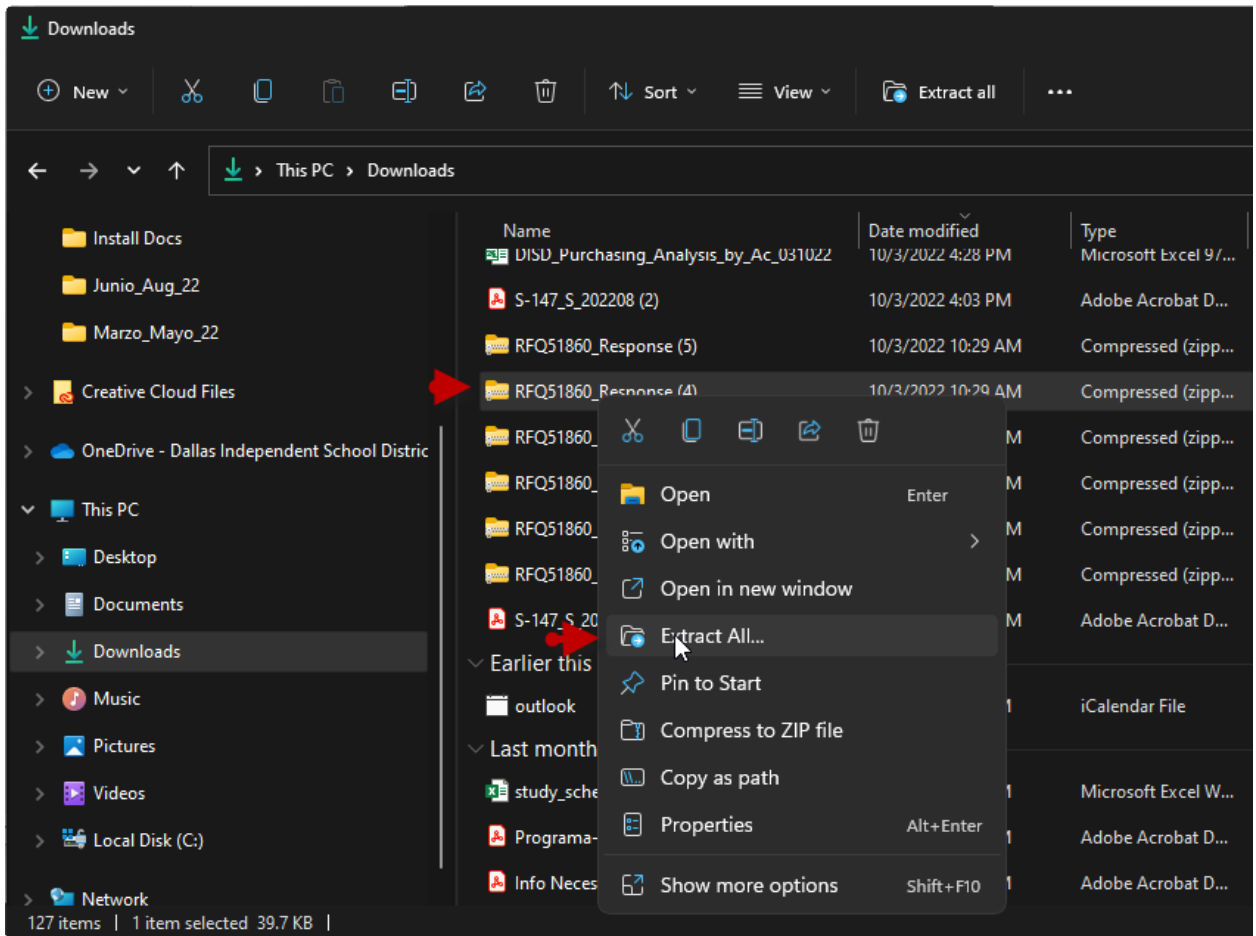 Downloads
New
Sort
View
Extract all
This PC
Downloads
Install Docs
Junio_Aug_22
Marzo_Mayo_22
Creative Cloud Files
OneDrive - Dallas Independent School Distric
This PC
Desktop
Documents
Downloads
Music
Pictures
Videos
Local Disk (C:)
Network
Name Date modified Type
DISD_Purchasing_Analysis_by_Ac_031022 10/3/2022 4:28 PM Microsoft Excel 97...
S-147_S_202208 (2) 10/3/2022 4:03 PM Adobe Acrobat D...
RFQ51860_Response (5) 10/3/2022 10:29 AM Compressed (zipp...
RFQ51860_Response (4) 10/3/2022 10:29 AM Compressed (zipp...
RFQ51860_ M Compressed (zipp...
RFQ51860_ M Compressed (zipp...
RFQ51860_ M Compressed (zipp...
RFQ51860_ M Compressed (zipp...
S-147_S_20 M Adobe Acrobat D...
Earlier this
outlook iCalendar File
Last month
study_sche Microsoft Excel W...
Programa- Adobe Acrobat D...
Info Neces Adobe Acrobat D...
Open Enter
Open with
Open in new window
Extract All...
Pin to Start
Compress to ZIP file
Copy as path
Properties Alt+Enter
Show more options Shift+F10
127 items | 1 item selected 39.7 KB |